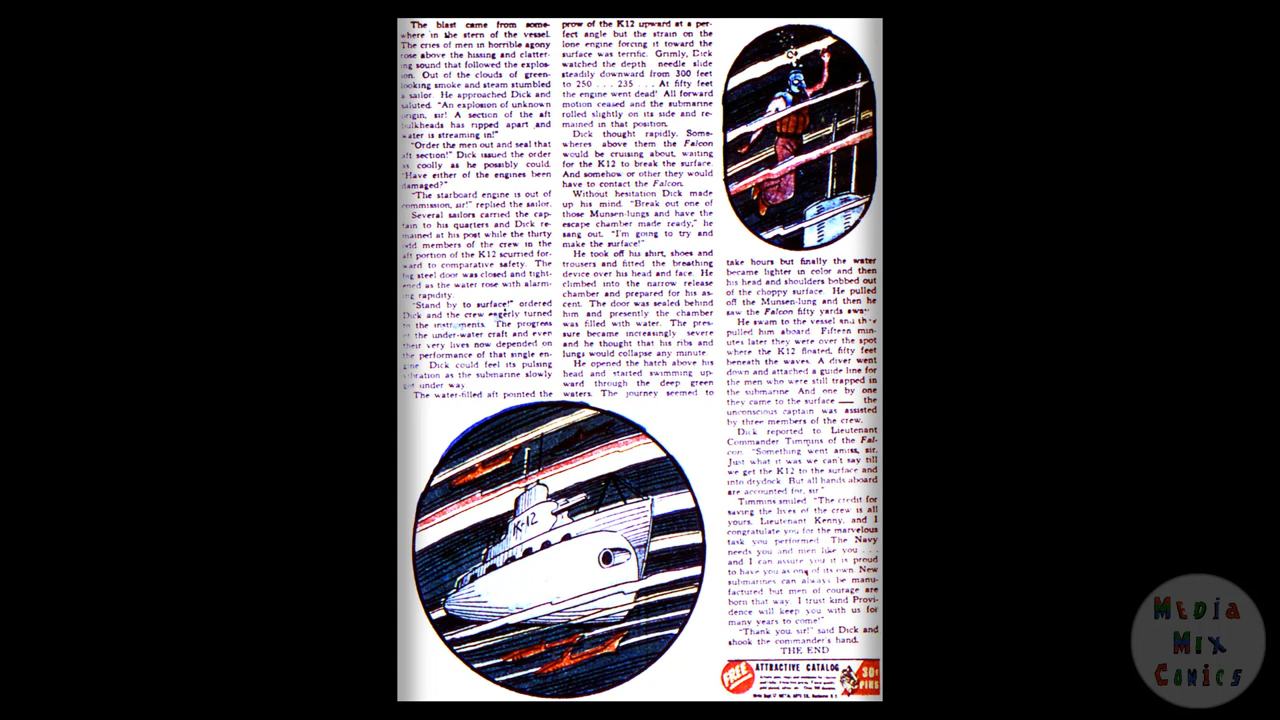 The blast came from some-
where in the stern of the vessel.
The cries of men in horrible agony
rose above the hissing and clatter-
ing sound that followed the explos-
ion. Out of the clouds of green-
looking smoke and steam stumbled
a sailor. He approached Dick and
saluted. "An explosion of unknown
origin, sir! A section of the aft
bulkheads has ripped apart and
water is streaming in!"
"Order the men out and seal that
aft section!" Dick issued the order
as coolly as he possibly could.
"Have either of the engines been
damaged?"
"The starboard engine is out of
commission, sir!" replied the sailor.
Several sailors carried the cap-
tain to his quarters and Dick re-
mained at his post while the thirty
odd members of the crew in the
aft portion of the K12 scurried for-
ward to comparative safety. The
big steel door was closed and tight-
ened as the water rose with alarm-
ing rapidity.
"Stand by to surface!" ordered
Dick and the crew eagerly turned
to the instruments. The progress
of the under-water craft and even
their very lives now depended on
the performance of that single en-
gine. Dick could feel its pulsing
vibration as the submarine slowly
got under way.
The water-filled aft pointed the
prow of the K12 upward at a per-
fect angle but the strain on the
lone engine forcing it toward the
surface was terrific. Grimly, Dick
watched the depth needle slide
steadily downward from 300 feet
to 250 . . . 235 . . . At fifty feet
the engine went dead! All forward
motion ceased and the submarine
rolled slightly on its side and re-
mained in that position.
Dick thought rapidly. Some-
wheres above them the Falcon
would be cruising about, waiting
for the K12 to break the surface.
And somehow or other they would
have to contact the Falcon.
Without hesitation Dick made
up his mind. "Break out one of
those Munsen-lungs and have the
escape chamber made ready," he
sang out. "I'm going to try and
make the surface!"
He took off his shirt, shoes and
trousers and fitted the breathing
device over his head and face. He
climbed into the narrow release
chamber and prepared for his as-
cent. The door was sealed behind
him and presently the chamber
was filled with water. The pres-
sure became increasingly severe
and he thought that his ribs and
lungs would collapse any minute.
He opened the hatch above his
head and started swimming up-
ward through the deep green
waters. The journey seemed to
take hours but finally the water
became lighter in color and then
his head and shoulders bobbed out
of the choppy surface. He pulled
off the Munsen-lung and then he
saw the Falcon fifty yards away.
He swam to the vessel and they
pulled him aboard. Fifteen min-
utes later they were over the spot
where the K12 floated, fifty feet
beneath the waves. A diver went
down and attached a guide line for
the men who were still trapped in
the submarine. And one by one
they came to the surface — the
unconscious captain was assisted
by three members of the crew.
Dick reported to Lieutenant
Commander Timmins of the Fal-
con. "Something went amiss, sir.
Just what it was we can't say till
we get the K12 to the surface and
into drydock. But all hands aboard
are accounted for, sir."
Timmins smiled. "The credit for
saving the lives of the crew is all
yours, Lieutenant Kenny, and I
congratulate you for the marvelous
task you performed. The Navy
needs you and men like you . . .
and I can assure you it is proud
to have you as one of its own. New
submarines can always be manu-
factured but men of courage are
born that way. I trust kind Provi-
dence will keep you with us for
many years to come!"
"Thank you, sir!" said Dick and
shook the commander's hand.
THE END
K-12
FREE
ATTRACTIVE CATALOG
30¢
PINS
MEDIA
MIX
COMICS